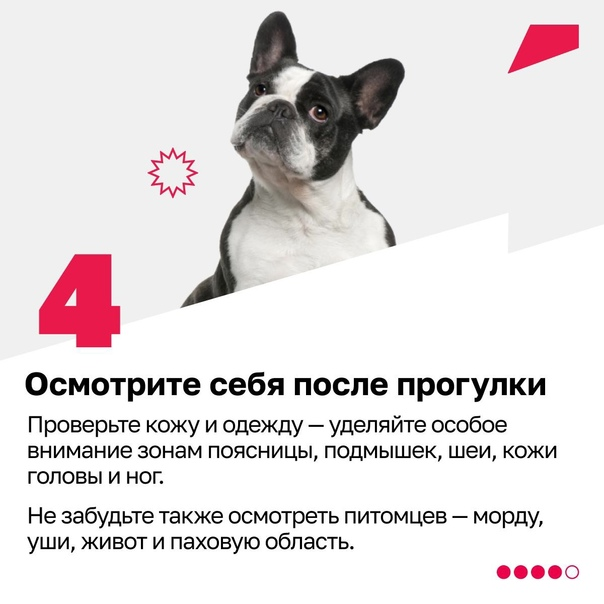 4
Осмотрите себя после прогулки
Проверьте кожу и одежду — уделяйте особое
внимание зонам поясницы, подмышек, шеи, кожи
головы и ног.
Не забудьте также осмотреть питомцев — морду,
уши, живот и паховую область.